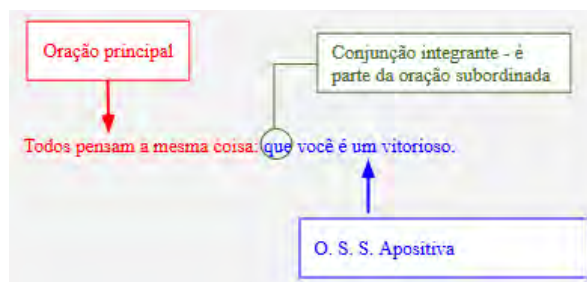 Oração principal
Conjunção integrante - é
parte da oração subordinada
Todos pensam a mesma coisa: que você é um vitorioso.
O. S. S. Apositiva